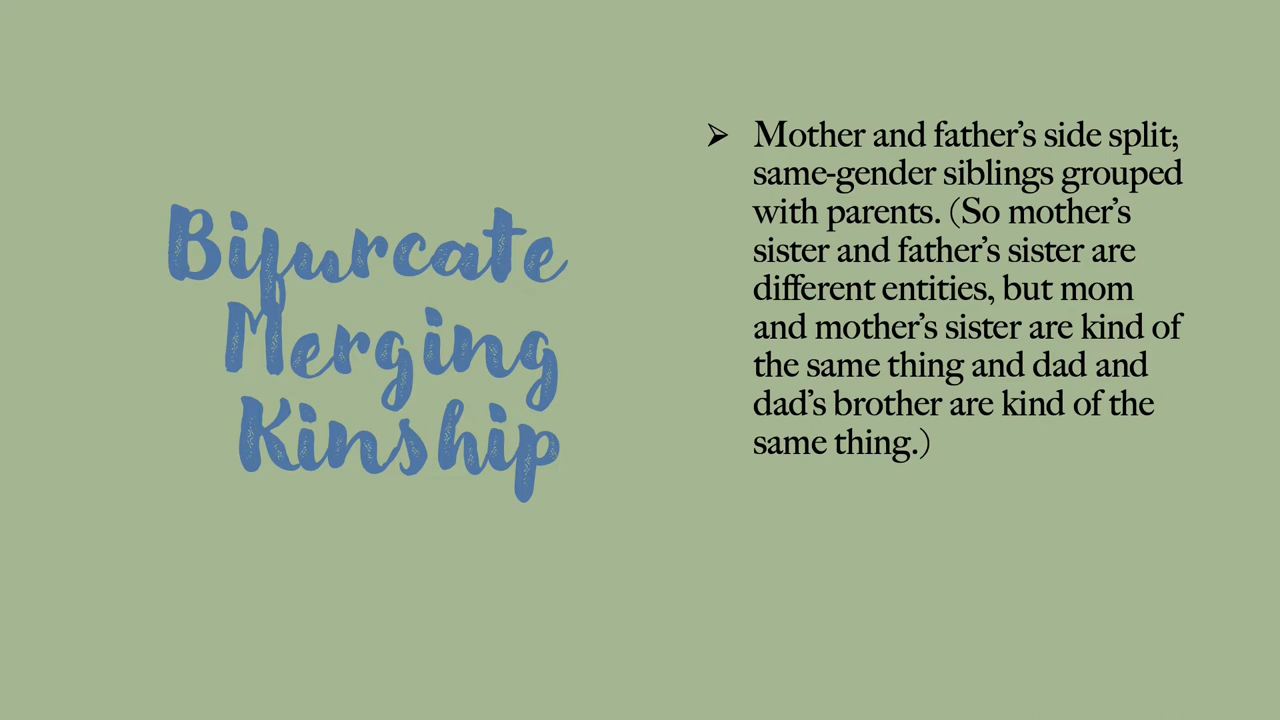 Bifurcate
Merging
Kinship
➢ Mother and father’s side split;
same-gender siblings grouped
with parents. (So mother’s
sister and father’s sister are
different entities, but mom
and mother’s sister are kind of
the same thing and dad and
dad’s brother are kind of the
same thing.)